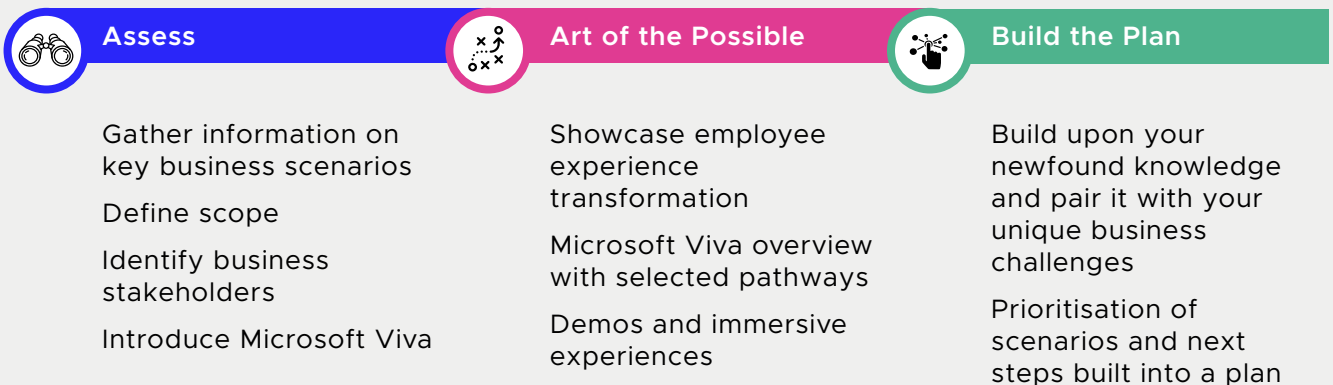 Assess
Gather information on
key business scenarios
Define scope
Identify business
stakeholders
Introduce Microsoft Viva
Art of the Possible
Showcase employee
experience
transformation
Microsoft Viva overview
with selected pathways
Demos and immersive
experiences
Build the Plan
Build upon your
newfound knowledge
and pair it with your
unique business
challenges
Prioritisation of
scenarios and next
steps built into a plan